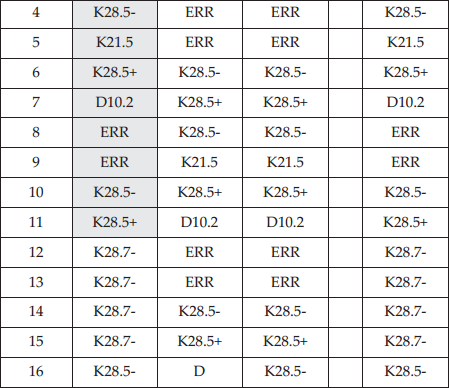 4 K28.5- ERR ERR K28.5-
5 K21.5 ERR ERR K21.5
6 K28.5+ K28.5- K28.5- K28.5+
7 D10.2 K28.5+ K28.5+ D10.2
8 ERR K28.5- K28.5- ERR
9 ERR K21.5 K21.5 ERR
10 K28.5- K28.5+ K28.5+ K28.5-
11 K28.5+ D10.2 D10.2 K28.5+
12 K28.7- ERR ERR K28.7-
13 K28.7- ERR ERR K28.7-
14 K28.7- K28.5- K28.5- K28.7-
15 K28.7- K28.5+ K28.5+ K28.7-
16 K28.5- D K28.5- K28.5-